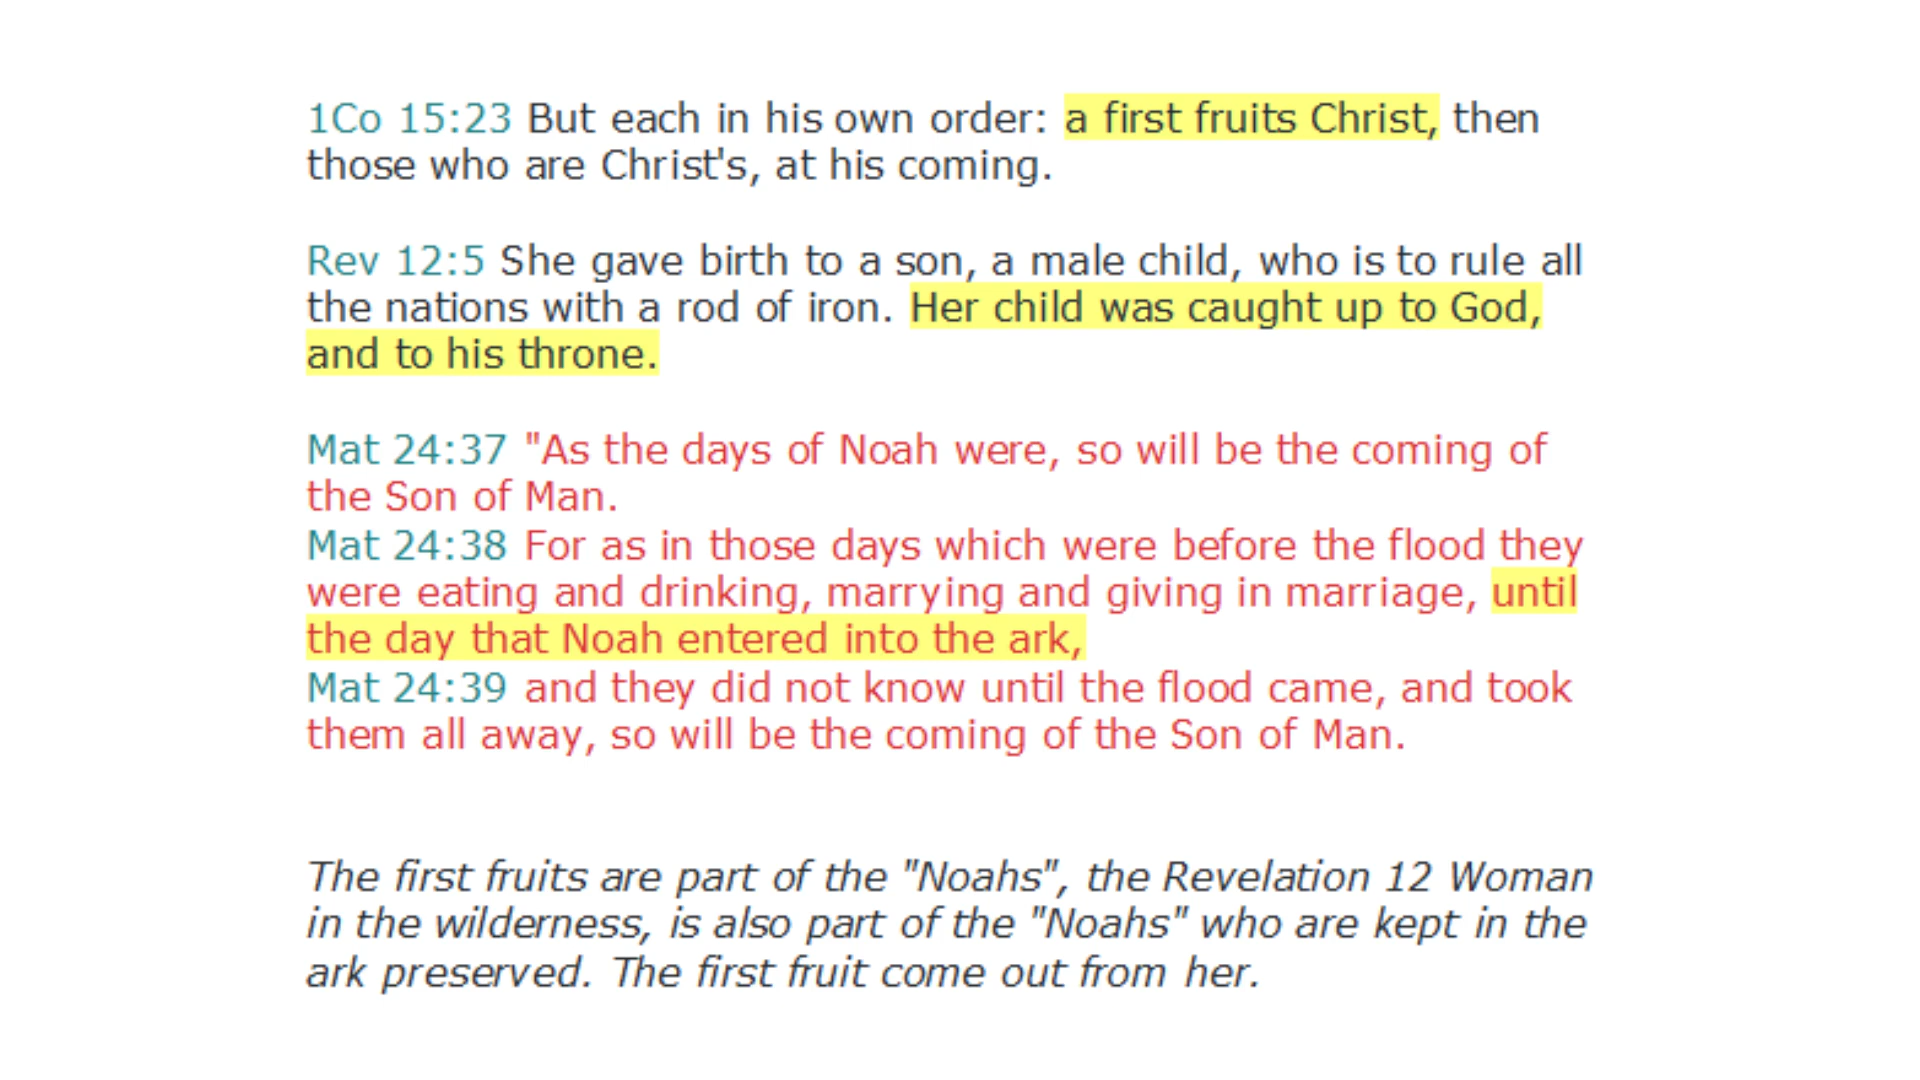 1Co 15:23 But each in his own order: a first fruits Christ, then
those who are Christ's, at his coming.
Rev 12:5 She gave birth to a son, a male child, who is to rule all
the nations with a rod of iron. Her child was caught up to God,
and to his throne.
Mat 24:37 "As the days of Noah were, so will be the coming of
the Son of Man.
Mat 24:38 For as in those days which were before the flood they
were eating and drinking, marrying and giving in marriage, until
the day that Noah entered into the ark,
Mat 24:39 and they did not know until the flood came, and took
them all away, so will be the coming of the Son of Man.
The first fruits are part of the "Noahs", the Revelation 12 Woman
in the wilderness, is also part of the "Noahs" who are kept in the
ark preserved. The first fruit come out from her.